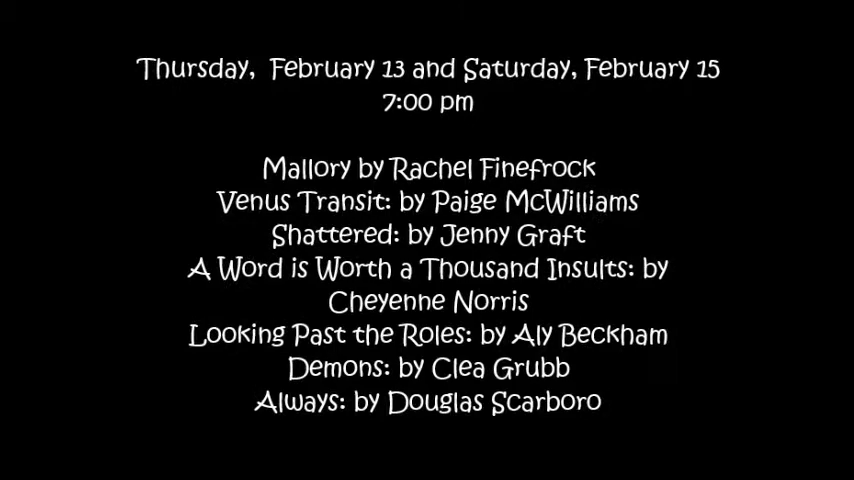 Thursday,  February 13 and Saturday, February 15
7:00 pm
Mallory by Rachel Finefrock
Venus Transit: by Paige McWilliams
Shattered: by Jenny Graft
A Word is Worth a Thousand Insults: by
Cheyenne Norris
Looking Past the Roles: by Aly Beckham
Demons: by Clea Grubb
Always: by Douglas Scarboro